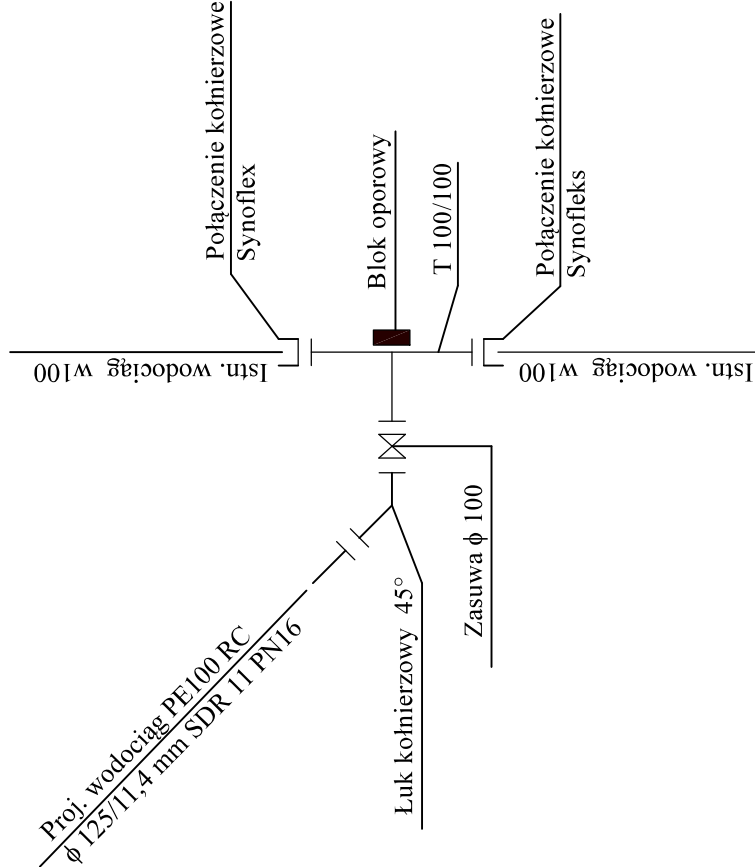 Połączenie kołnierzowe
Synoflex
Blok oporowy
T 100/100
Połączenie kołnierzowe
Synofleks
Istn. wodociąg w100
Istn. wodociąg w100
Zasuwa ϕ 100
Łuk kołnierzowy 45°
Proj. wodociąg PE100 RC
ϕ 125/11,4 mm SDR 11 PN16